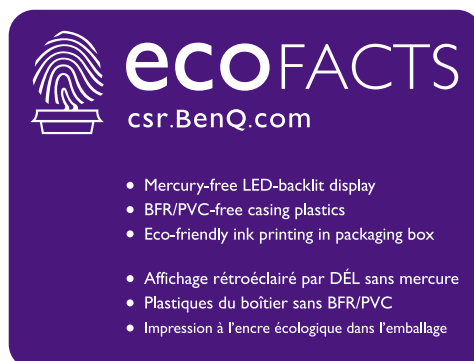 ecoFACTS
csr.BenQ.com
• Mercury-free LED-backlit display
• BFR/PVC-free casing plastics
• Eco-friendly ink printing in packaging box
• Affichage rétroéclairé par DÉL sans mercure
• Plastiques du boîtier sans BFR/PVC
• Impression à l'encre écologique dans l'emballage